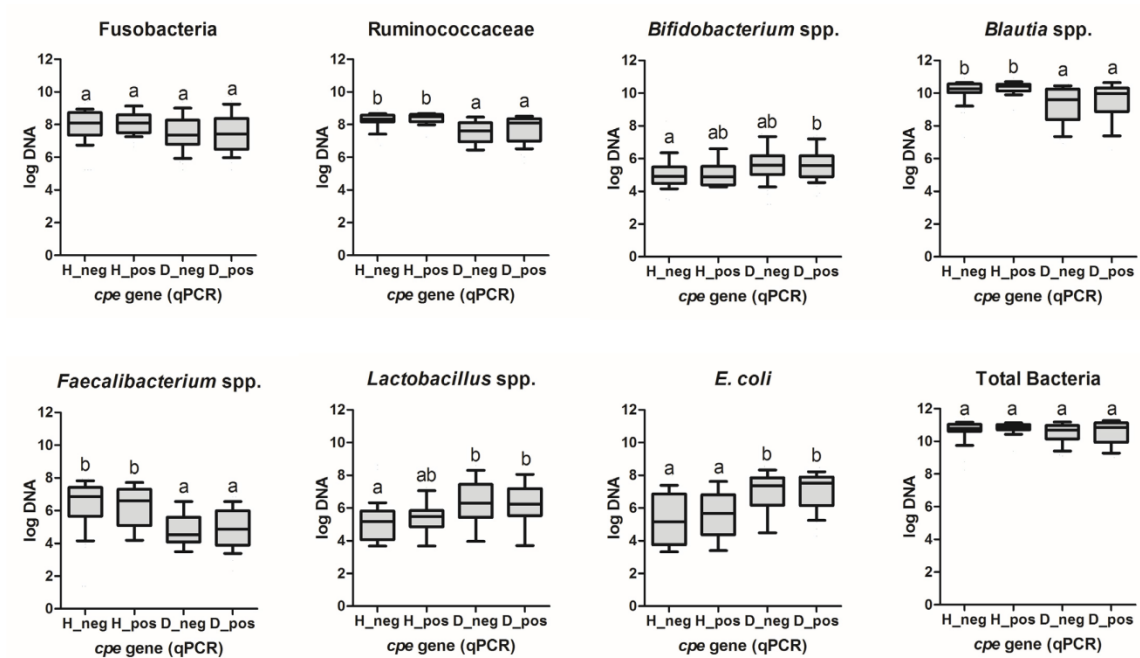 Fusobacteria
12
10
8
6
4
2
0
log DNA
a a a a
H_neg H_pos D_neg D_pos
cpe gene (qPCR)
Ruminococcaceae
12
10
8
6
4
2
0
log DNA
b b a a
H_neg H_pos D_neg D_pos
cpe gene (qPCR)
Bifidobacterium spp.
12
10
8
6
4
2
0
log DNA
a ab ab b
H_neg H_pos D_neg D_pos
cpe gene (qPCR)
Blautia spp.
12
10
8
6
4
2
0
log DNA
b b a a
H_neg H_pos D_neg D_pos
cpe gene (qPCR)
Faecalibacterium spp.
12
10
8
6
4
2
0
log DNA
b b a a
H_neg H_pos D_neg D_pos
cpe gene (qPCR)
Lactobacillus spp.
12
10
8
6
4
2
0
log DNA
a ab b b
H_neg H_pos D_neg D_pos
cpe gene (qPCR)
E. coli
12
10
8
6
4
2
0
log DNA
a a b b
H_neg H_pos D_neg D_pos
cpe gene (qPCR)
Total Bacteria
12
10
8
6
4
2
0
log DNA
a a a a
H_neg H_pos D_neg D_pos
cpe gene (qPCR)